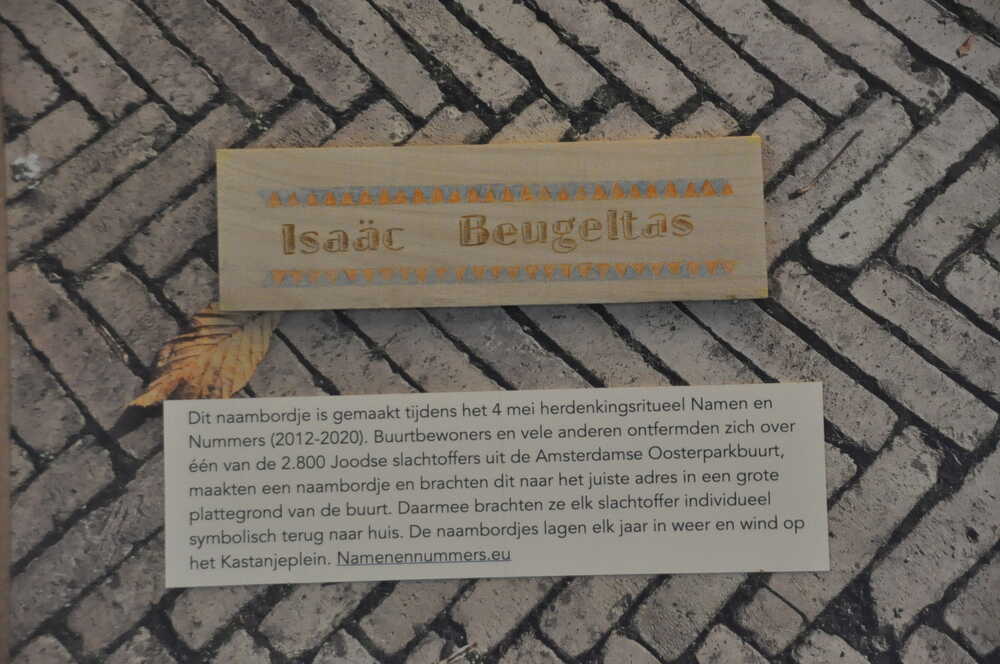 Isaäc Beugeltas
Dit naambordje is gemaakt tijdens het 4 mei herdenkingsritueel Namen en
Nummers (2012-2020). Buurtbewoners en vele anderen ontfermden zich over
één van de 2.800 Joodse slachtoffers uit de Amsterdamse Oosterparkbuurt,
maakten een naambordje en brachten dit naar het juiste adres in een grote
plattegrond van de buurt. Daarmee brachten ze elk slachtoffer individueel
symbolisch terug naar huis. De naambordjes lagen elk jaar in weer en wind op
het Kastanjeplein. Namenennummers.eu